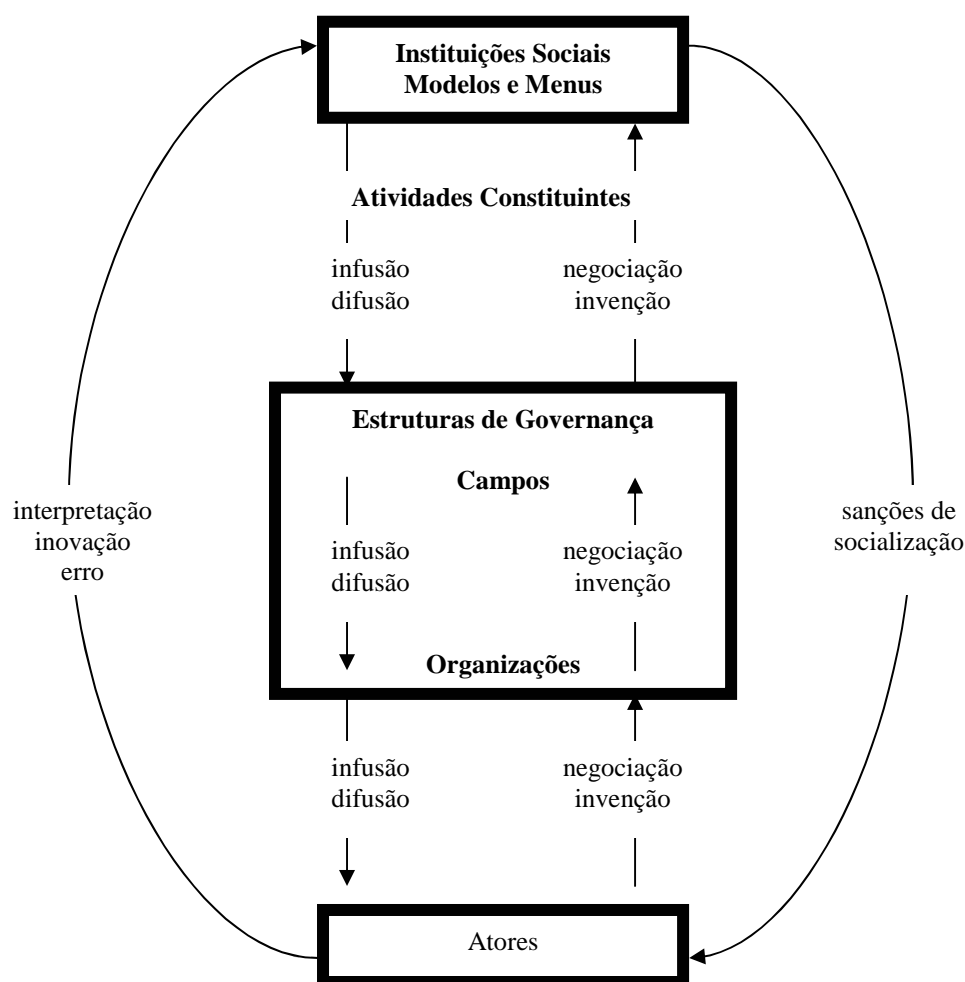 Instituições Sociais
Modelos e Menus
Atividades Constituintes
infusão
difusão
negociação
invenção
Estruturas de Governança
Campos
interpretação
inovação
erro
infusão
difusão
negociação
invenção
sanções de
socialização
Organizações
infusão
difusão
negociação
invenção
Atores